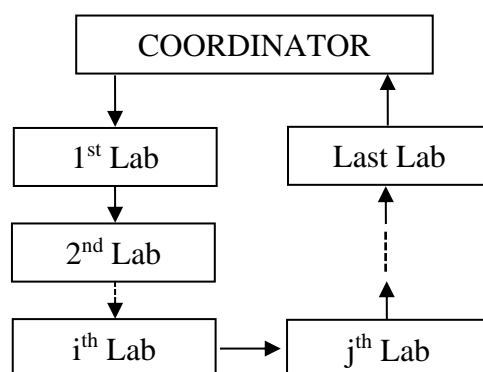 COORDINATOR
1st Lab
Last Lab
2nd Lab
ith Lab
jth Lab